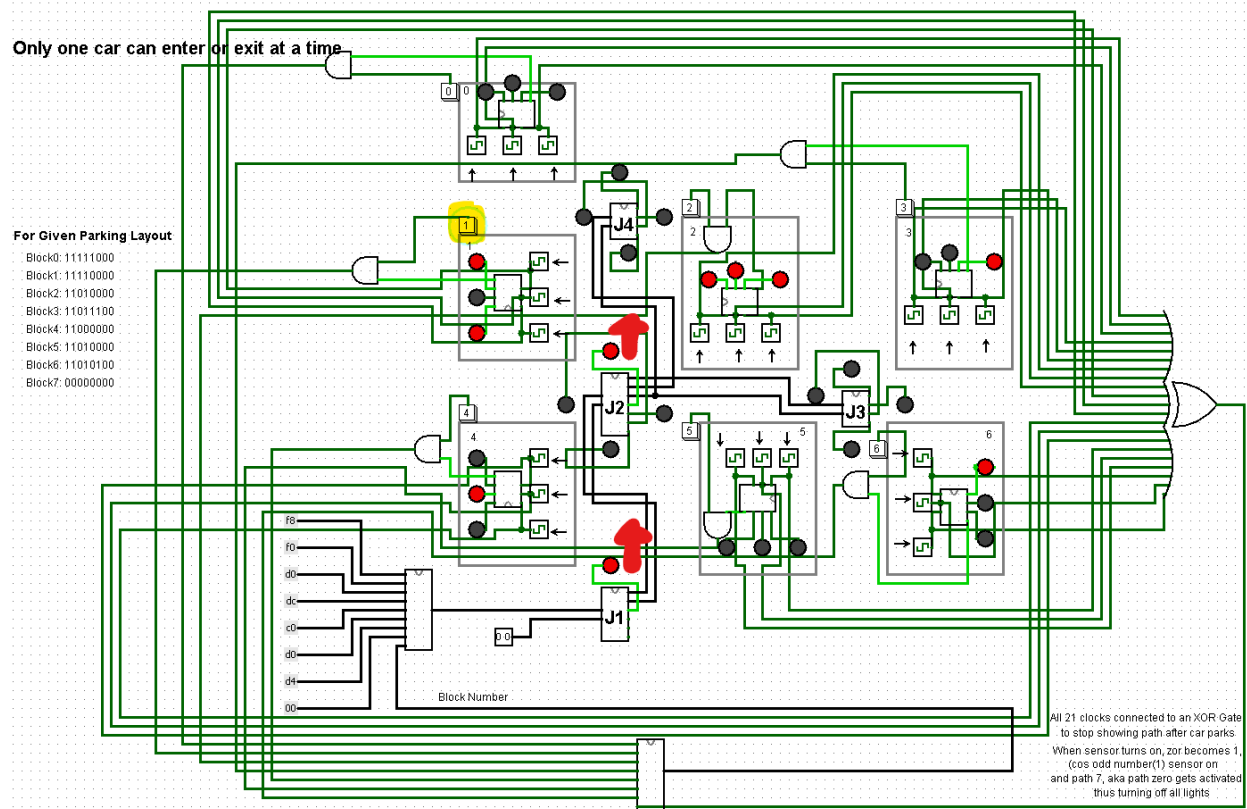 Only one car can enter or exit at a time
0
0
3
3
2
2
1
1
J4
For Given Parking Layout
Block0: 11111000
Block1: 11110000
Block2: 11010000
Block3: 11011100
Block4: 11000000
Block5: 11010000
Block6: 11010100
Block7: 00000000
J2
J3
4
4
5
5
6
6
f8
f0
d0
dc
c0
d0
d4
00
J1
0 0
Block Number
All 21 clocks connected to an XOR Gate
to stop showing path after car parks
When sensor turns on, zor becomes 1,
(cos odd number(1) sensor on
and path 7, aka path zero gets activated
thus turning off all lights